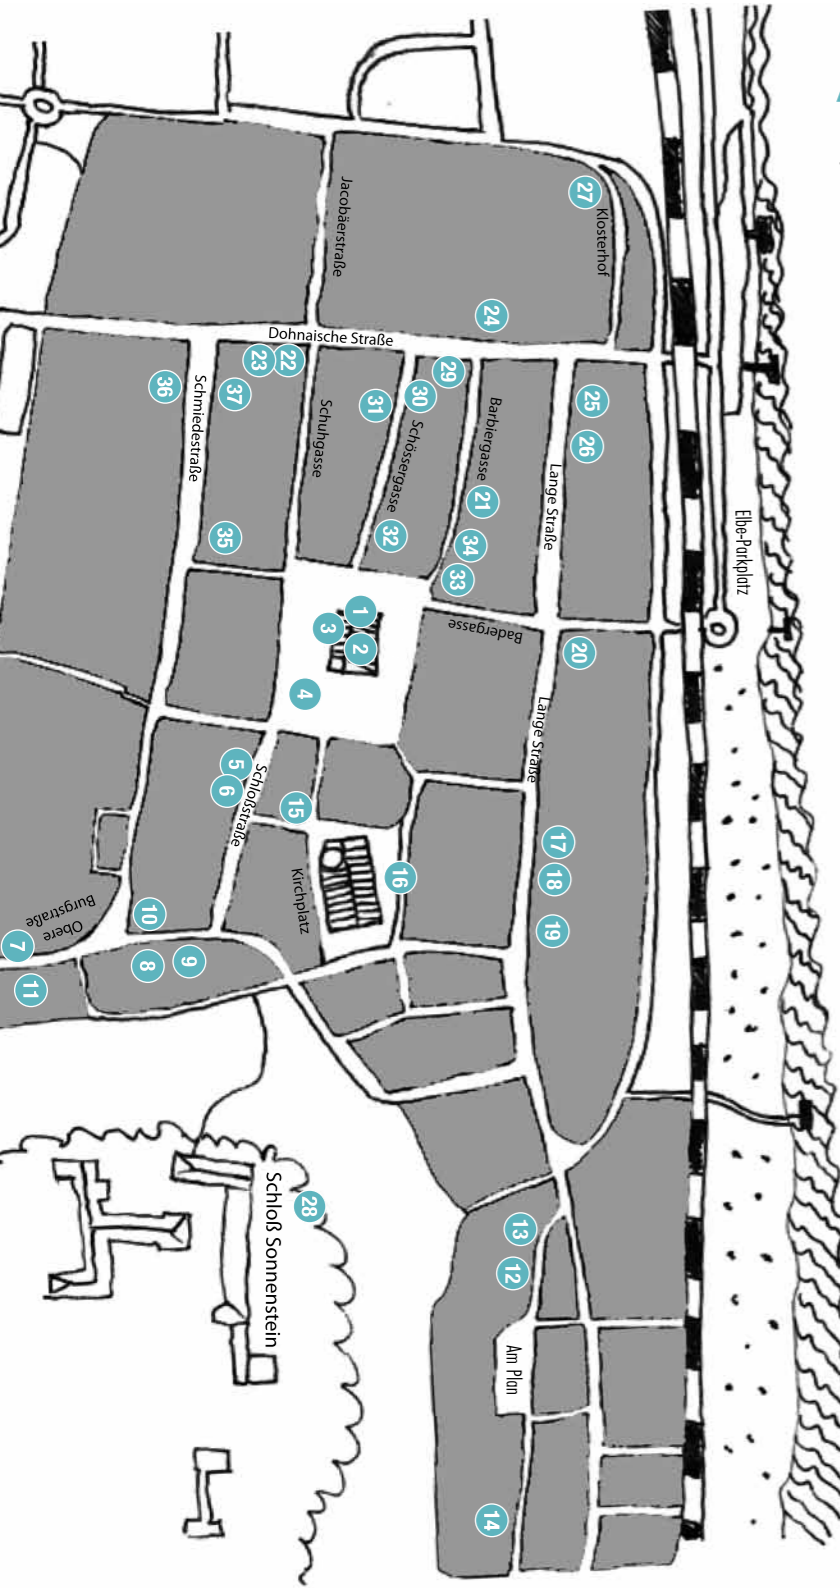 Elbe-Parkplatz
Klosterhof
27
Jacobäerstraße
24
Dohnaische Straße
25
26
Lange Straße
29
30
Barbiergasse
21
34
33
31
Schössergasse
32
Schuhgasse
22
23
37
36
Schmiedestraße
35
Badergasse
20
Lange Straße
1
2
3
4
5
6
Schloßstraße
15
16
17
18
19
Kirchplatz
10
9
8
Obere
Burgstraße
7
11
28
Schloß Sonnenstein
13
12
Am Plan
14